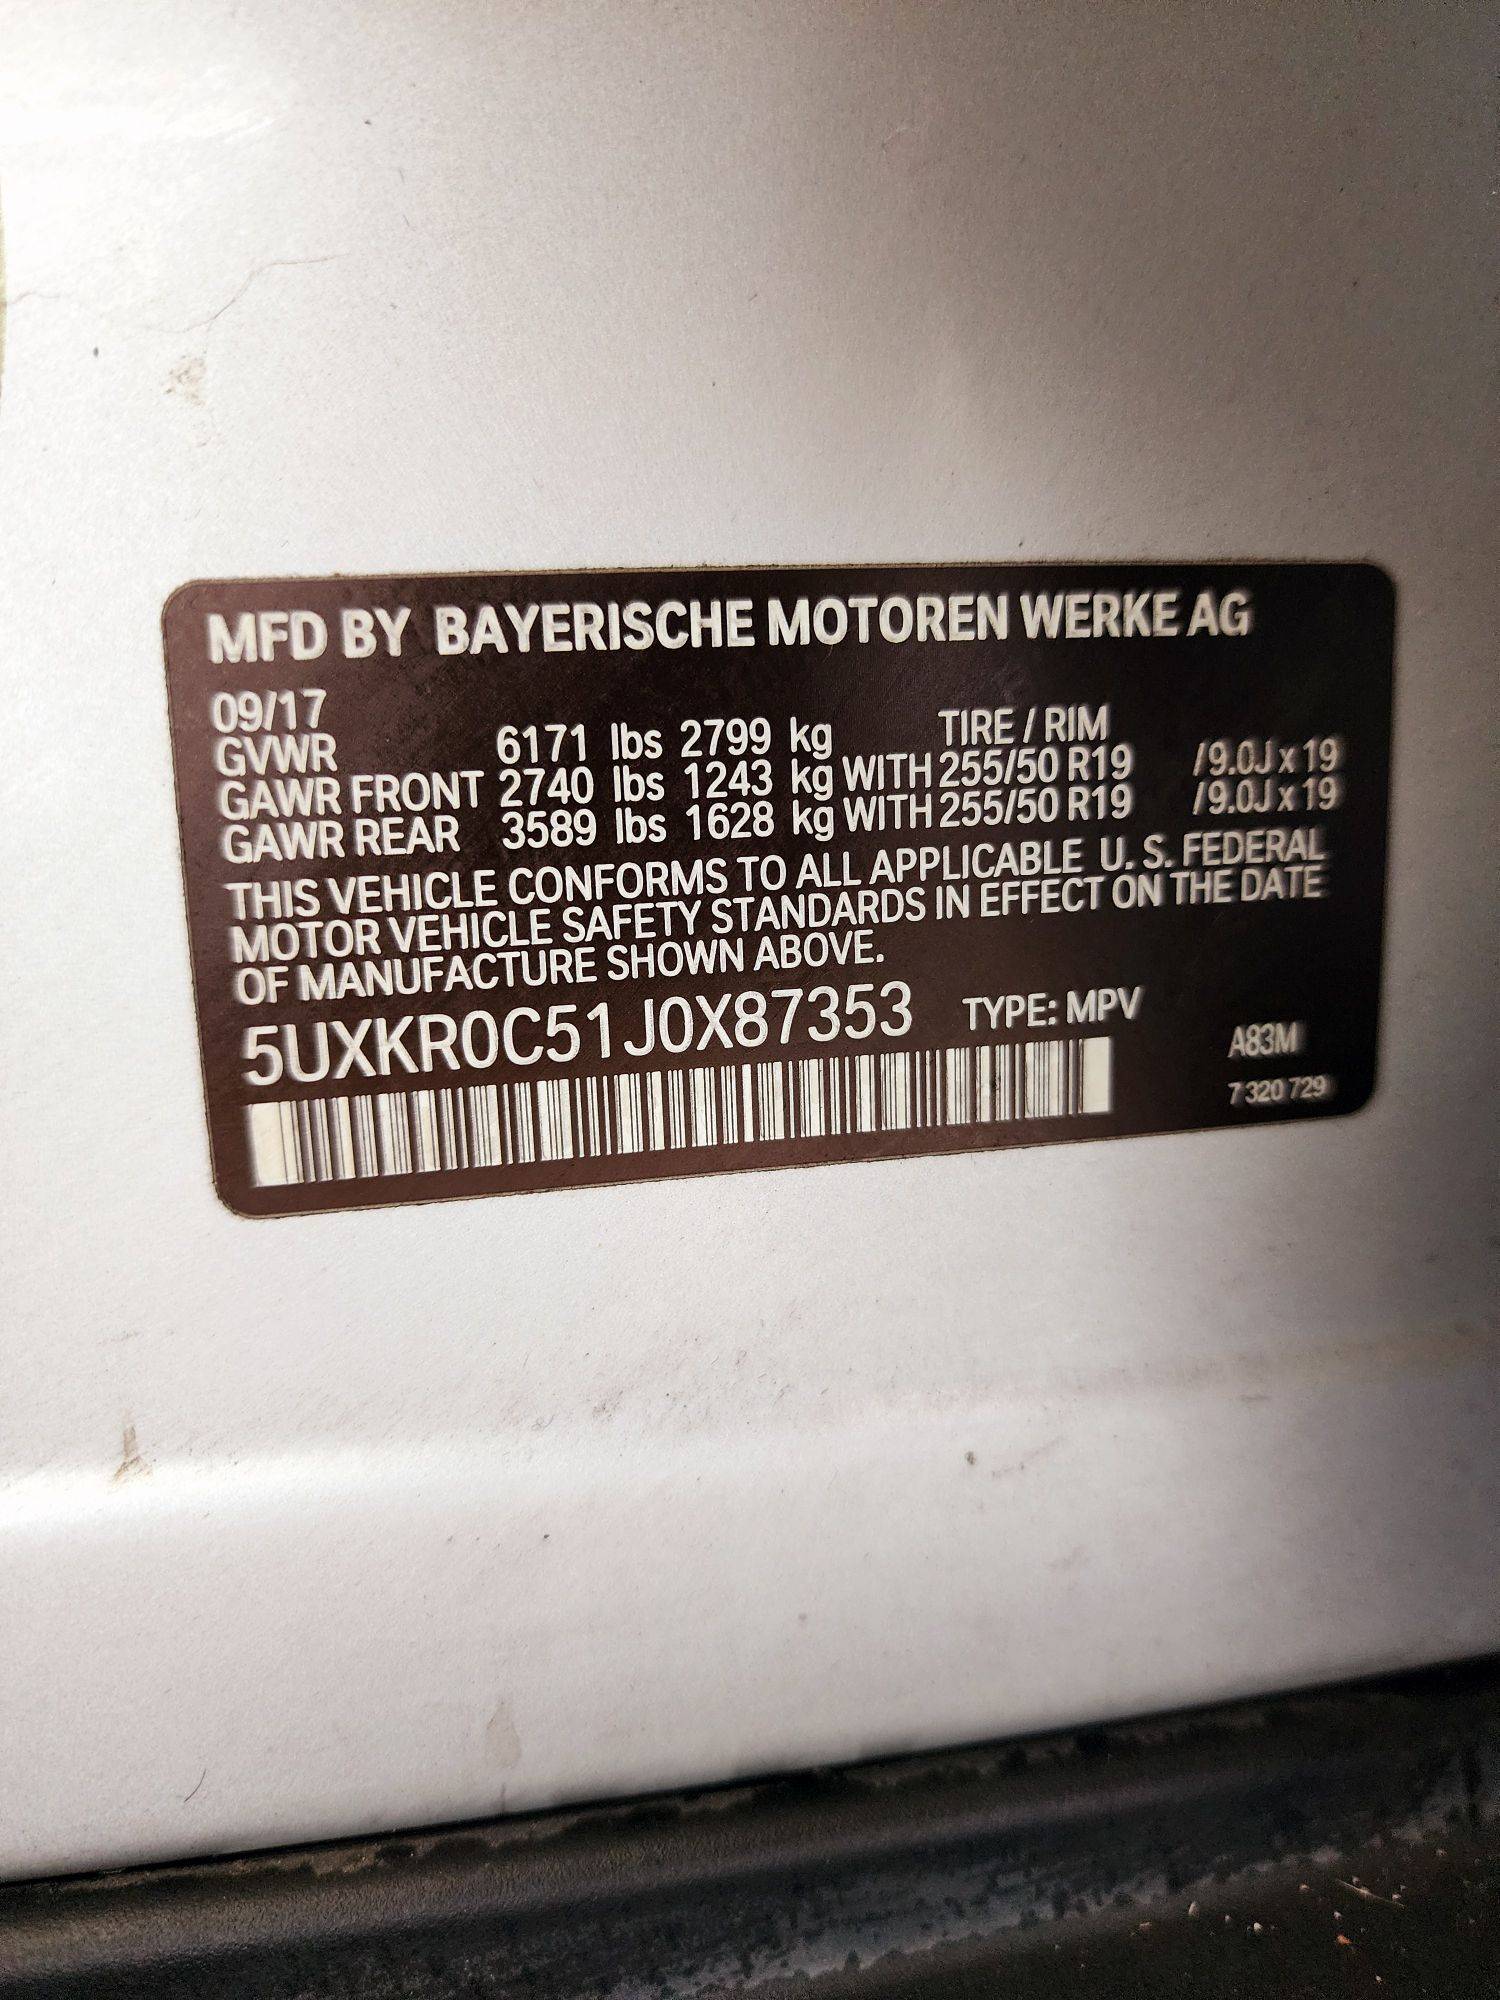 MFD BY BAYERISCHE MOTOREN WERKE AG
09/17
GVWR 6171 lbs 2799 kg TIRE / RIM
GAWR FRONT 2740 lbs 1243 kg WITH 255/50 R19 /9.0J x 19
GAWR REAR 3589 lbs 1628 kg WITH 255/50 R19 /9.0J x 19
THIS VEHICLE CONFORMS TO ALL APPLICABLE U. S. FEDERAL
MOTOR VEHICLE SAFETY STANDARDS IN EFFECT ON THE DATE
OF MANUFACTURE SHOWN ABOVE.
5UXKR0C51J0X87353 TYPE: MPV
A83M
7 320 729